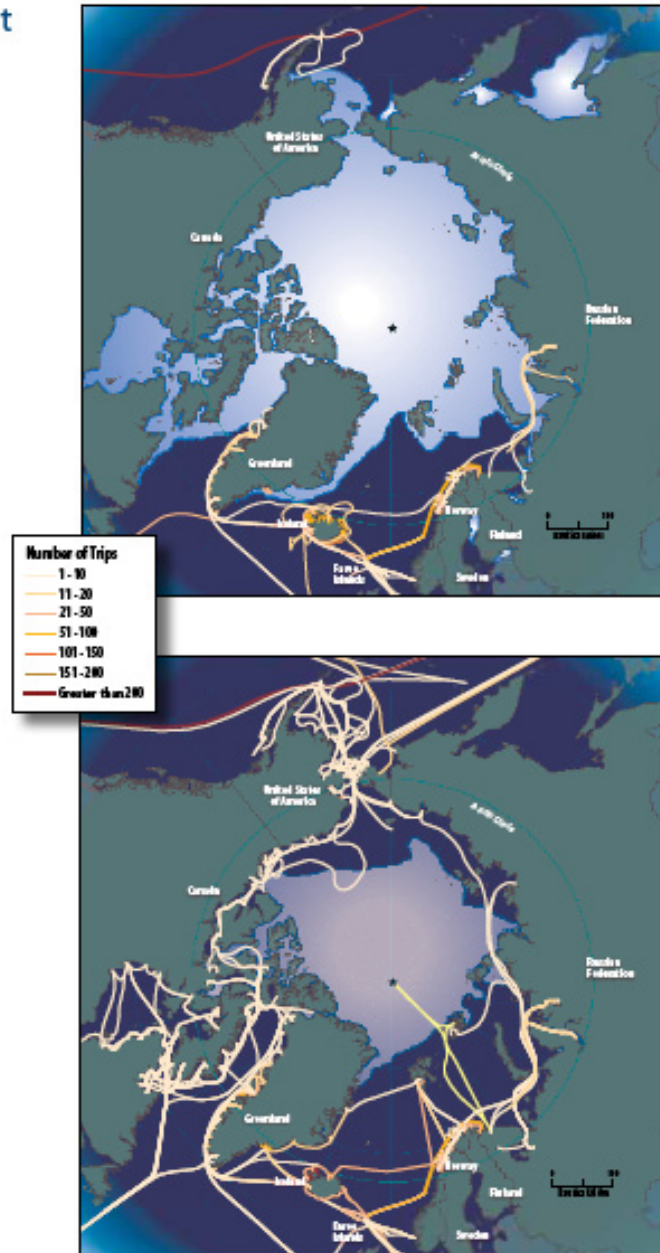 t
United States
of America
Arctic Circle
Canada
Russian
Federation
Greenland
Iceland
Norway
Finland
Faroe
Islands
Sweden
0
Number of Trips
1 - 10
11 - 20
21 - 50
51 - 100
101 - 150
151 - 200
Greater than 200
United States
of America
Arctic Circle
Canada
Russian
Federation
Greenland
Iceland
Norway
Finland
Faroe
Islands
Sweden
0